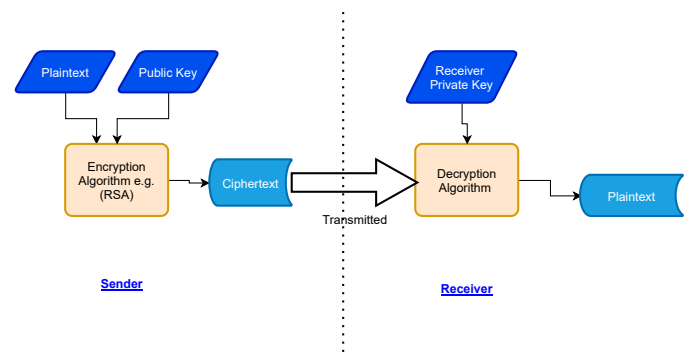 Plaintext
Public Key
Receiver
Private Key
Encryption
Algorithm e.g.
(RSA)
Ciphertext
Transmitted
Decryption
Algorithm
Plaintext
Sender
Receiver